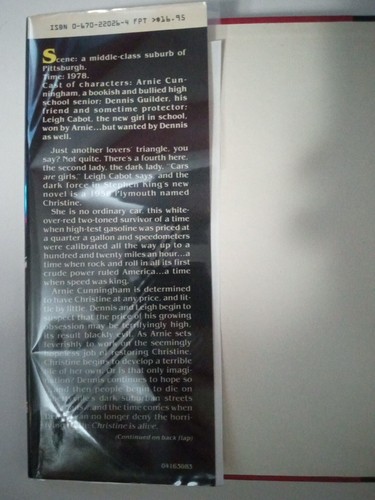 ISBN 0-670-22026-4 FPT >$16.95
Scene: a middle-class suburb of
Pittsburgh.
Time: 1978.
Cast of characters: Arnie Cun-
ningham, a bookish and bullied high
school senior; Dennis Guilder, his
friend and sometime protector;
Leigh Cabot, the new girl in school,
won by Arnie...but wanted by Dennis
as well.
Just another lovers' triangle, you
say? Not quite. There's a fourth here,
the second lady, the dark lady. "Cars
are girls," Leigh Cabot says, and the
dark force in Stephen King's new
novel is a 1958 Plymouth named
Christine.
She is no ordinary car, this white-
over-red two-toned survivor of a time
when high-test gasoline was priced at
a quarter a gallon and speedometers
were calibrated all the way up to a
hundred and twenty miles an hour...a
time when rock and roll in all its first
crude power ruled America...a time
when speed was king.
Arnie Cunningham is determined
to have Christine at any price, and lit-
tle by little, Dennis and Leigh begin to
suspect that the price of his growing
obsession may be terrifyingly high,
its result blackly evil. As Arnie sets
feverishly to work on the seemingly
job of restoring Christine,
Christine begins to develop a terrible
life of her own. Or is that only imagi-
nation? Dennis continues to hope so
and then people begin to die on
dark suburban streets
and the time comes when
can no longer deny the horri-
Christine is alive.
(Continued on back flap)
04163683